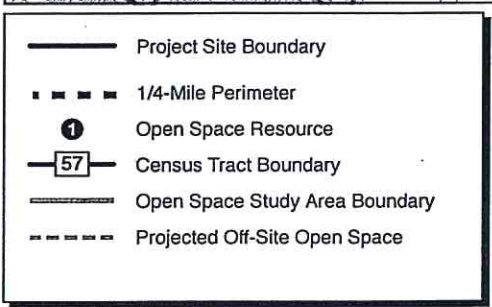 Project Site Boundary
1/4-Mile Perimeter
1 Open Space Resource
57 Census Tract Boundary
Open Space Study Area Boundary
Projected Off-Site Open Space